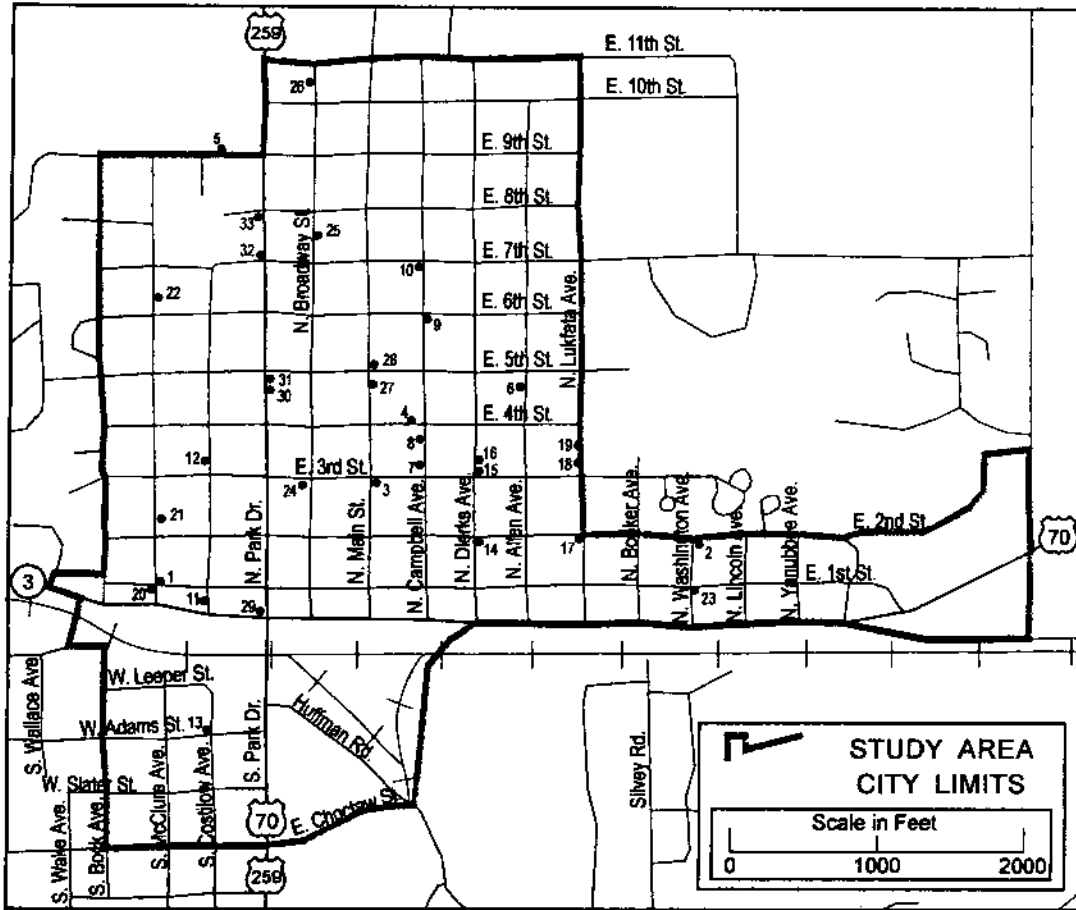 259
E. 11th St.
26
E. 10th St.
5
E. 9th St.
E. 8th St.
33
N. Broadway St.
25
32
E. 7th St.
10
N. Lukfata Ave.
22
E. 6th St.
9
28
E. 5th St.
31
27
6
30
4
E. 4th St.
8
19
12
16
7
15
18
E. 3rd St.
24
3
21
N. Park Dr.
N. Main St.
N. Campbell Ave.
N. Dierks Ave.
N. Allen Ave.
N. Booker Ave.
N. Washington Ave.
N. Lincoln Ave.
N. Yanubbee Ave.
E. 2nd St.
70
14
17
2
3
1
E. 1st St.
20
11
29
23
S. Wallace Ave
W. Leeper St.
W. Adams St.
13
Huffman Rd.
S. Park Dr.
W. Slater St.
S. McClure Ave.
S. Costilow Ave.
S. Wake Ave.
S. Bock Ave.
E. Choctaw St.
Silvey Rd.
70
259
STUDY AREA
CITY LIMITS
Scale in Feet
0 1000 2000